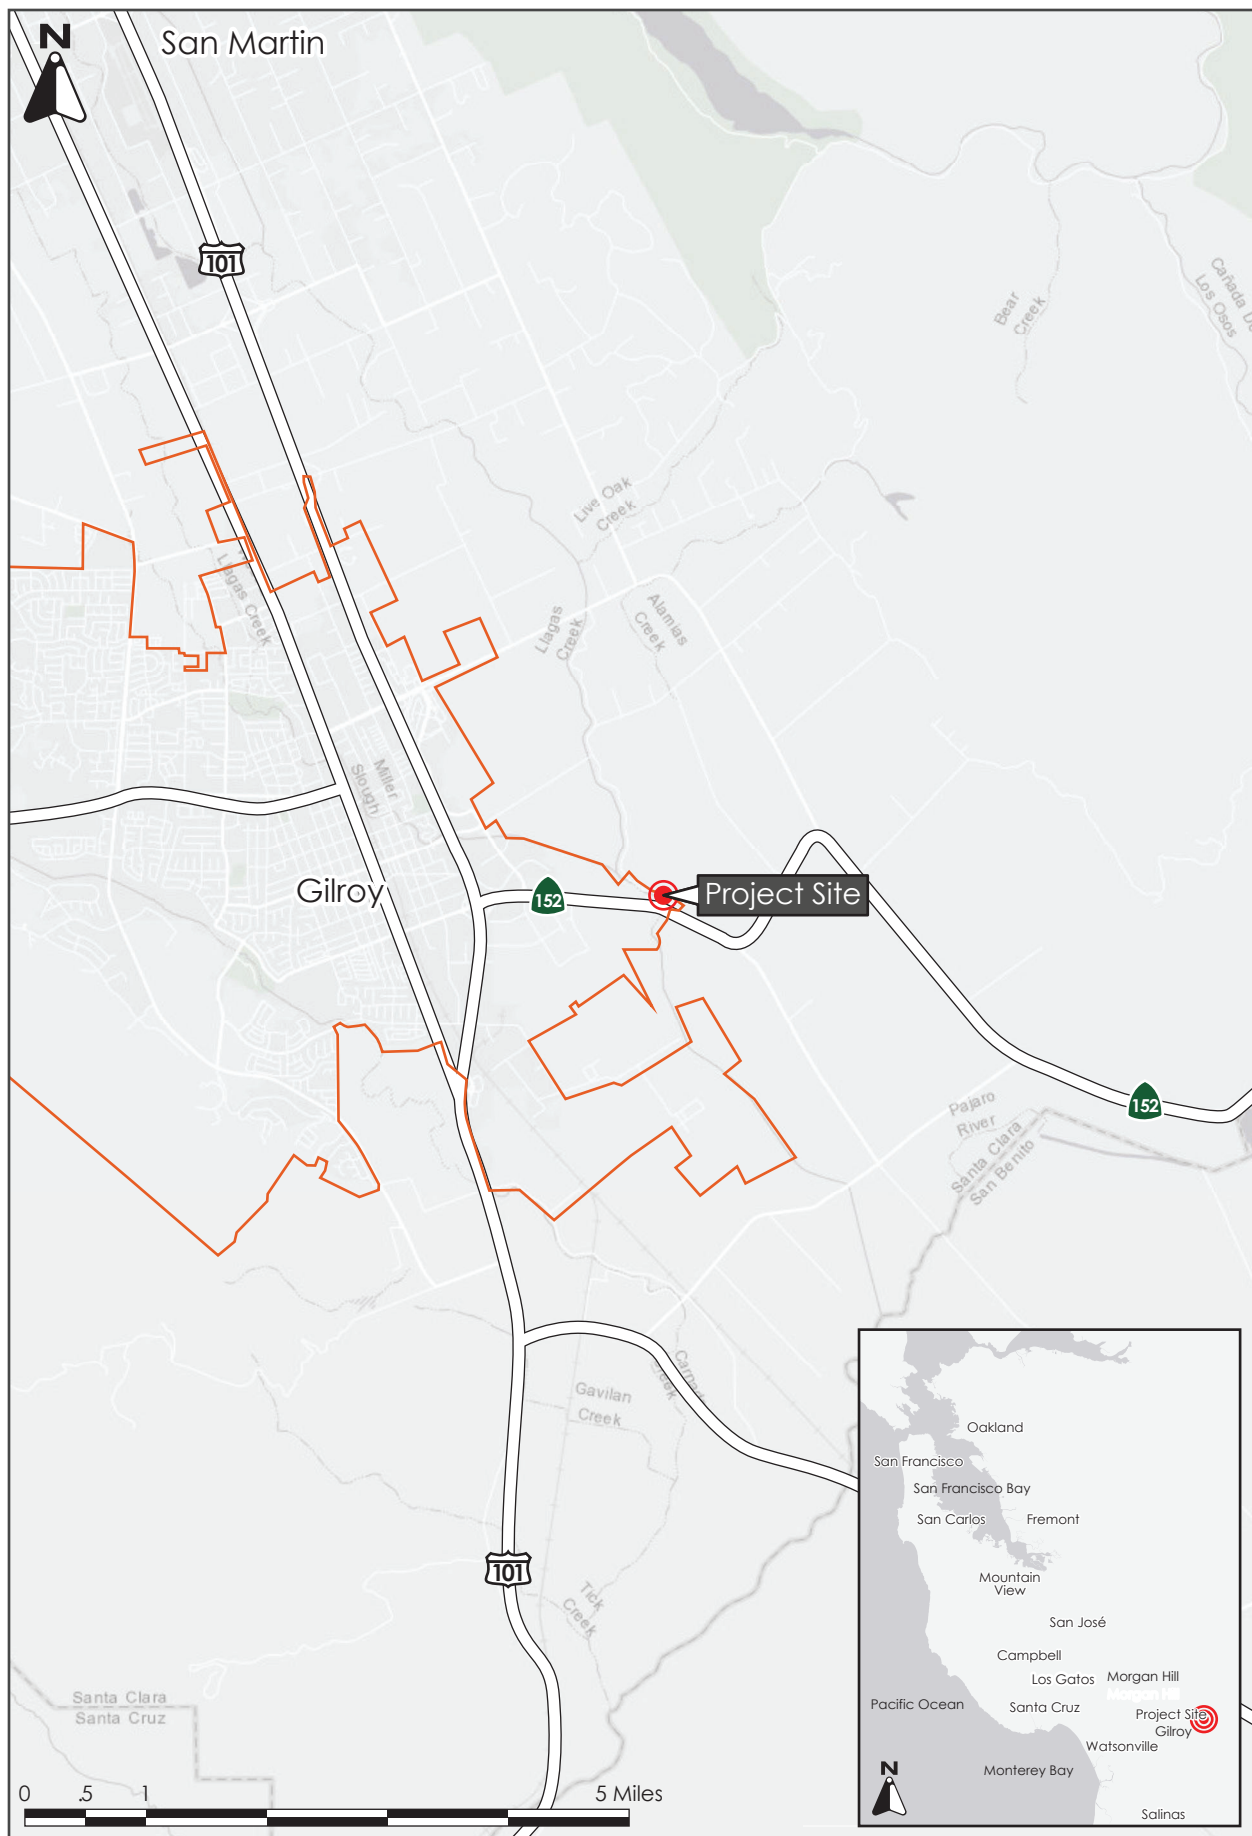 N
San Martin
101
Bear
Creek
Cañada De
Los Osos
Live Oak
Creek
Llagas Creek
Llagas
Creek
Alamias
Creek
Miller
Slough
Gilroy
152
Project Site
Pajaro
River
Santa Clara
San Benito
152
Gavilan
Creek
Creek
101
Tick
Creek
Santa Clara
Santa Cruz
0 .5 1 5 Miles
Oakland
San Francisco
San Francisco Bay
San Carlos
Fremont
Mountain
View
San José
Campbell
Los Gatos
Morgan Hill
Morgan Hill
Pacific Ocean
Santa Cruz
Project Site
Gilroy
Watsonville
Monterey Bay
N
Salinas